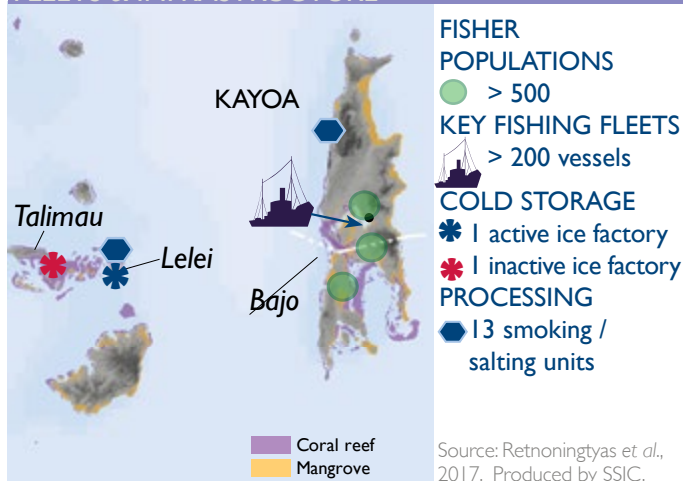 KAYOA
Talimau
Lelei
Bajo
Coral reef
Mangrove
FISHER
POPULATIONS
> 500
KEY FISHING FLEETS
> 200 vessels
COLD STORAGE
1 active ice factory
1 inactive ice factory
PROCESSING
13 smoking /
salting units
Source: Retnoningtyas et al.,
2017. Produced by SSIC.